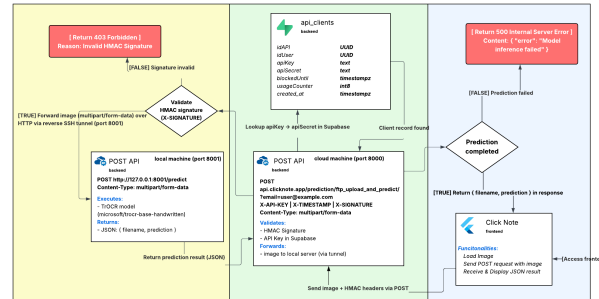 [ Return 403 Forbidden ]
Reason: Invalid HMAC Signature
[FALSE] Signature invalid
Validate
HMAC signature
(X-SIGNATURE)
[TRUE] Forward image (multipart/form-data) over
HTTP via reverse SSH tunnel (port 8001)
POST API
backend
local machine (port 8001)
POST http://127.0.0.1:8001/predict
Content-Type: multipart/form-data
Executes:
- TrOCR model
(microsoft/trocr-base-handwritten)
Returns:
- JSON: { filename, prediction }
Return prediction result (JSON)
api_clients
backend
idAPI UUID
idUser UUID
apiKey text
apiSecret text
blockedUntil timestampz
usageCounter int8
created_at timestampz
Lookup apiKey → apiSecret in Supabase
Client record found
POST API
backend
cloud machine (port 8000)
POST
api.clicknote.app/prediction/ftp_upload_and_predict/
?email=user@example.com
X-API-KEY | X-TIMESTAMP | X-SIGNATURE
Content-Type: multipart/form-data
Validates:
- HMAC Signature
- API Key in Supabase
Forwards:
- image to local server (via tunnel)
Send image + HMAC headers via POST
[ Return 500 Internal Server Error ]
Content: { "error": "Model
inference failed" }
[FALSE] Prediction failed
Prediction
completed
[TRUE] Return { filename, prediction } in response
Click Note
frontend
Funcitonalities:
Load Image
Send POST request with image
Receive & Display JSON result
[Access fronte